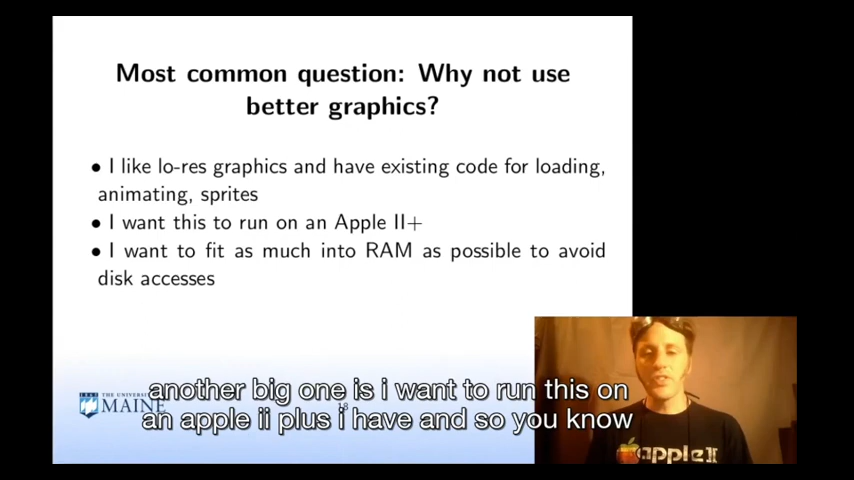 Most common question: Why not use
better graphics?
• I like lo-res graphics and have existing code for loading,
animating, sprites
• I want this to run on an Apple II+
• I want to fit as much into RAM as possible to avoid
disk accesses
THE UNIVERSI
MAINE
another big one is i want to run this on
an apple ii plus i have and so you know
apple ][